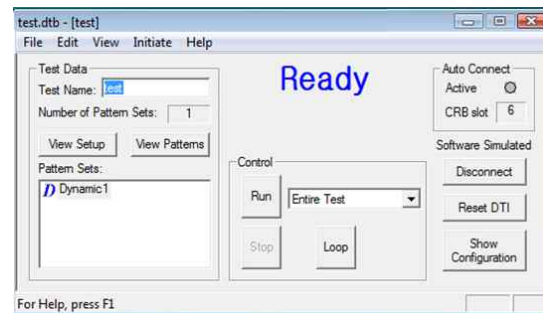 test.dtb - [test]
File Edit View Initiate Help
Test Data
Test Name: test
Number of Pattern Sets: 1
View Setup View Patterns
Pattern Sets:
D Dynamic1
Ready
Control
Run Entire Test
Stop Loop
Auto Connect
Active
CRB slot 6
Software Simulated
Disconnect
Reset DTI
Show
Configuration
For Help, press F1